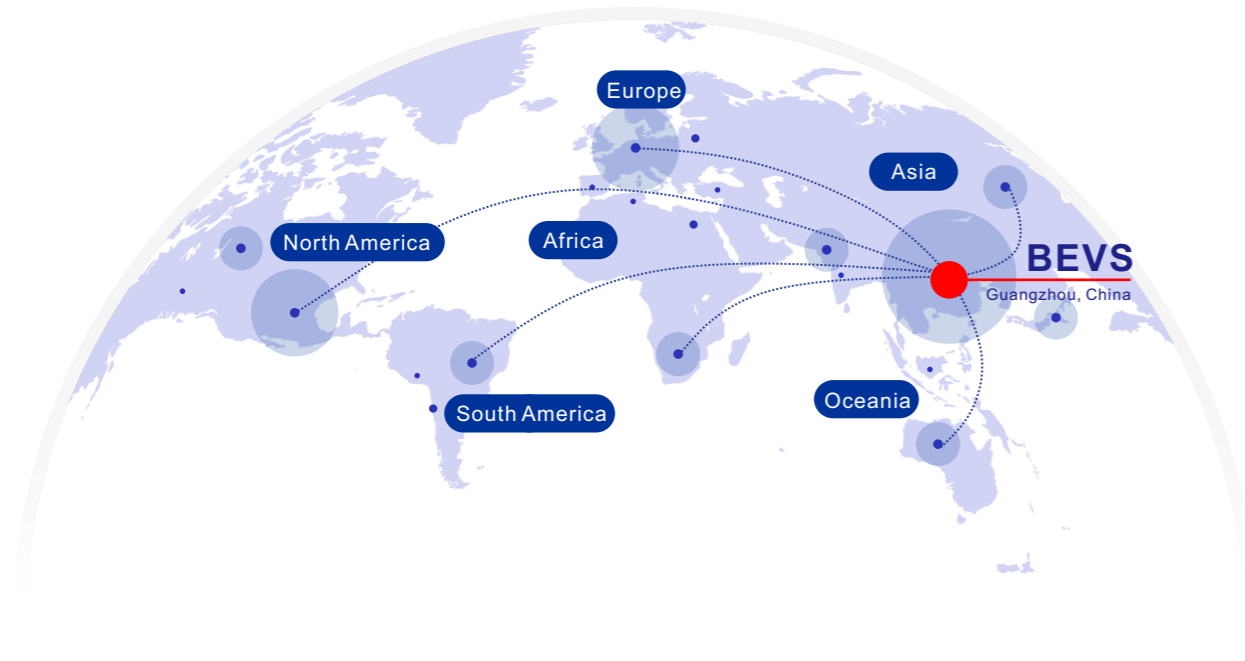 Europe
Asia
North America
Africa
BEVS
Guangzhou, China
Oceania
South America